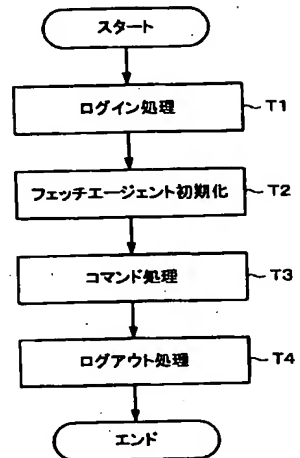 スタート
ログイン処理 T1
フェッチエージェント初期化 T2
コマンド処理 T3
ログアウト処理 T4
エンド